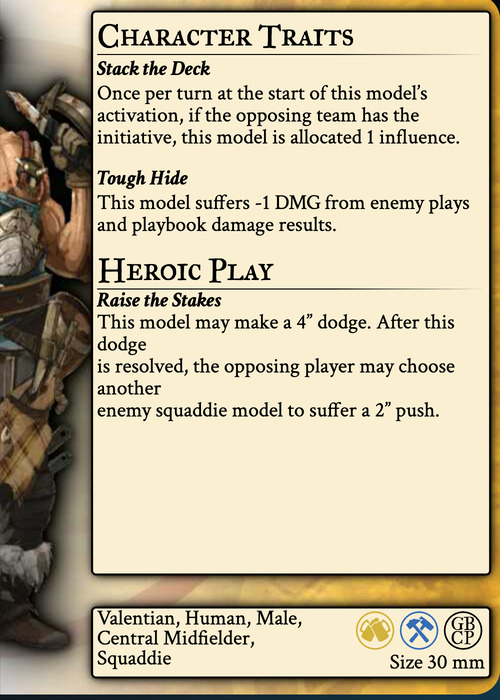 Character Traits
Stack the Deck
Once per turn at the start of this model's
activation, if the opposing team has the
initiative, this model is allocated 1 influence.
Tough Hide
This model suffers -1 DMG from enemy plays
and playbook damage results.
Heroic Play
Raise the Stakes
This model may make a 4” dodge. After this
dodge
is resolved, the opposing player may choose
another
enemy squaddie model to suffer a 2” push.
Valentian, Human, Male,
Central Midfielder,
Squaddie
GB
CP
Size 30 mm